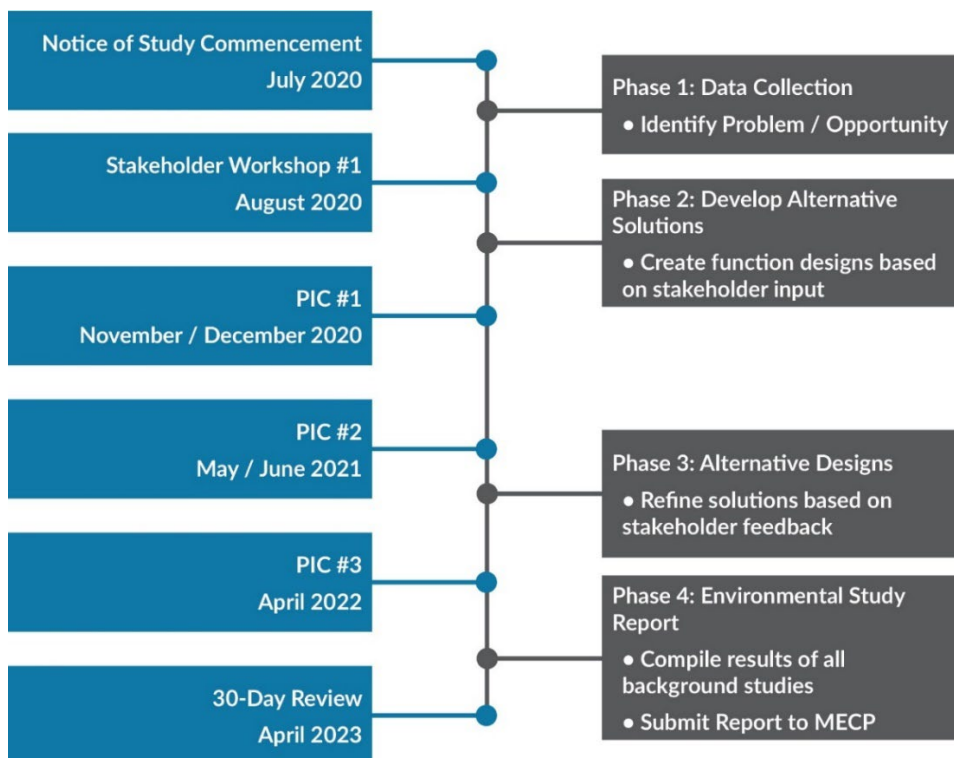 Notice of Study Commencement
July 2020
Phase 1: Data Collection
● Identify Problem / Opportunity
Stakeholder Workshop #1
August 2020
Phase 2: Develop Alternative
Solutions
● Create function designs based
on stakeholder input
PIC #1
November / December 2020
PIC #2
May / June 2021
Phase 3: Alternative Designs
● Refine solutions based on
stakeholder feedback
PIC #3
April 2022
Phase 4: Environmental Study
Report
● Compile results of all
background studies
● Submit Report to MECP
30-Day Review
April 2023